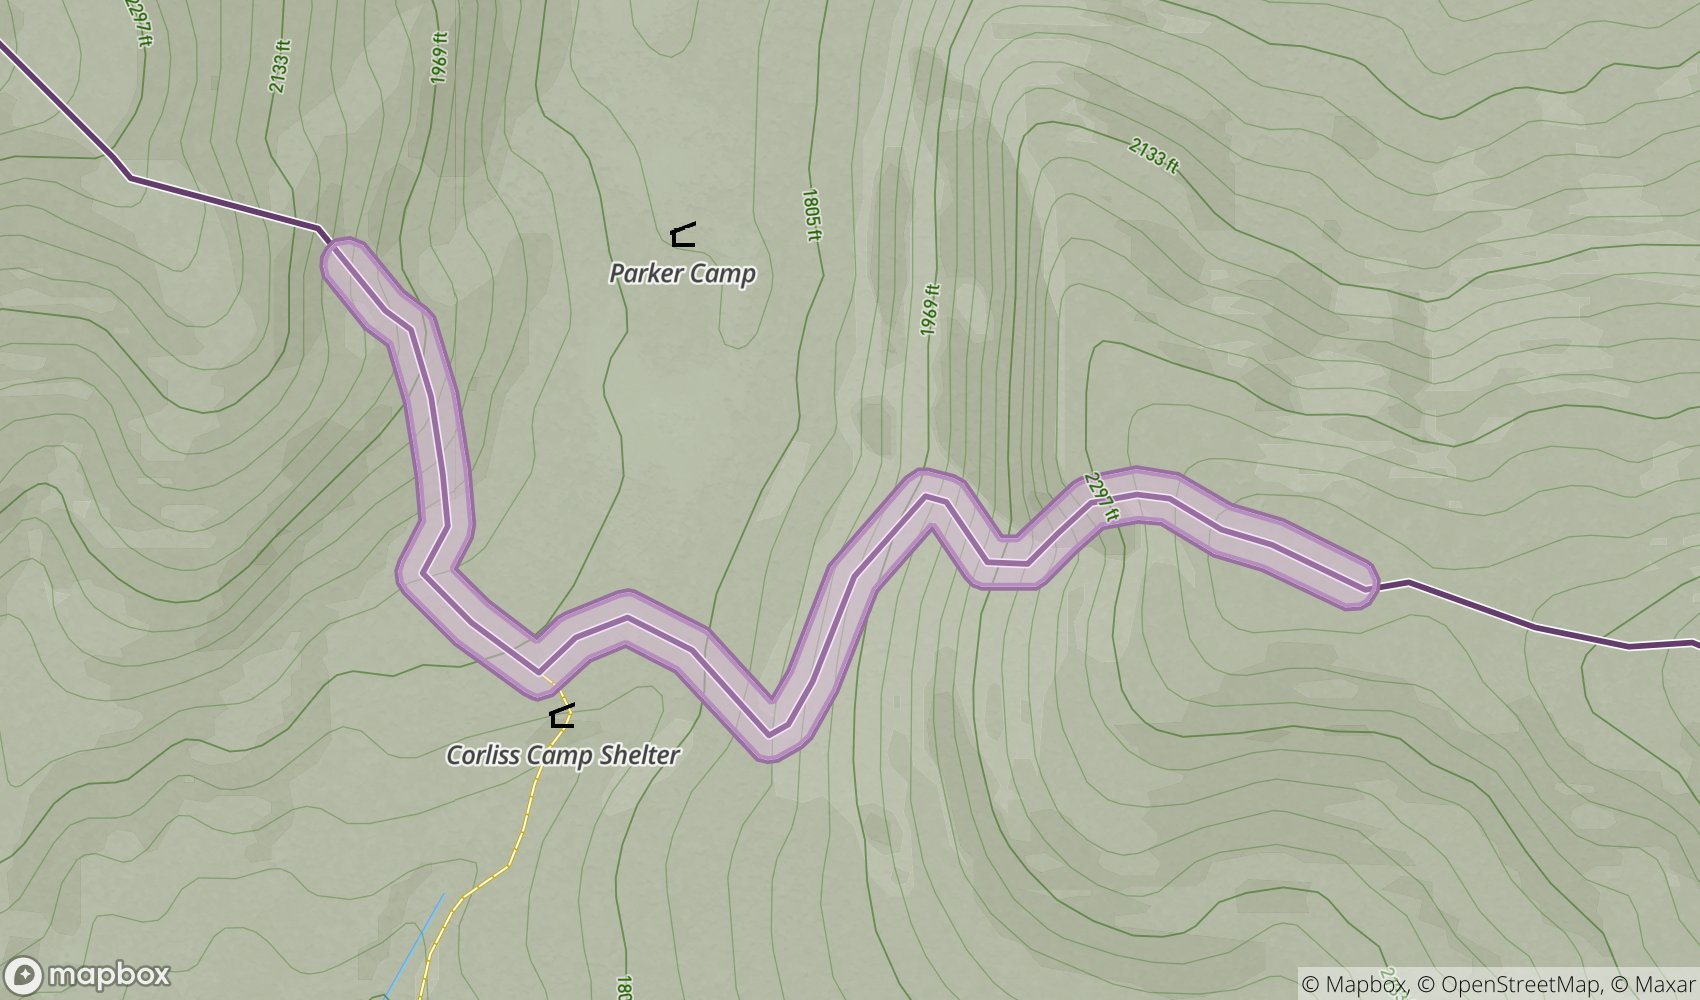 2297 ft
2133 ft
1969 ft
2133 ft
1805 ft
Parker Camp
1969 ft
2297 ft
Corliss Camp Shelter
mapbox
© Mapbox, © OpenStreetMap, © Maxar